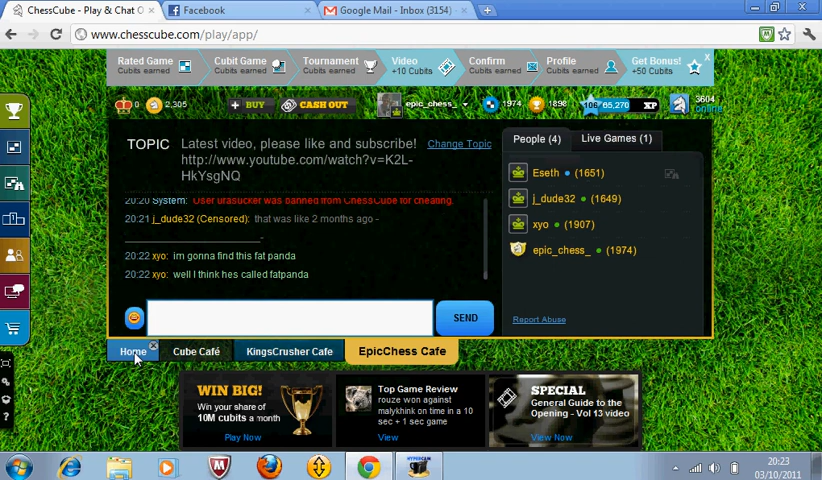 ChessCube - Play & Chat O
Facebook
Google Mail - Inbox (3154)
www.chesscube.com/play/app/
Rated Game
Cubits earned
Cubit Game
Cubits earned
Tournament
Cubits earned
Video
+10 Cubits
Confirm
Cubits earned
Profile
Cubits earned
Get Bonus!
+50 Cubits
X
0
2,305
+ BUY
CASH OUT
epic_chess_
1974
1898
106
65,270
XP
3604
online
TOPIC
Latest video, please like and subscribe!
http://www.youtube.com/watch?v=K2L-
HkYsgNQ
Change Topic
20:20 System: User urasucker was banned from ChessCube for cheating.
20:21 j_dude32 (Censored): that was like 2 months ago -
20:22 xyo: im gonna find this fat panda
20:22 xyo: well I think hes called fatpanda
SEND
People (4)
Live Games (1)
Eseth (1651)
j_dude32 (1649)
xyo (1907)
epic_chess_ (1974)
Report Abuse
Home
Cube Café
KingsCrusher Café
EpicChess Cafe
WIN BIG!
Win your share of
10M cubits a month
Play Now
Top Game Review
rouze won against
malykhink on time in a 10
sec + 1 sec game
View
SPECIAL
General Guide to the
Opening - Vol 13 video
View Now
?
HYPERCAM
20:23
03/10/2011